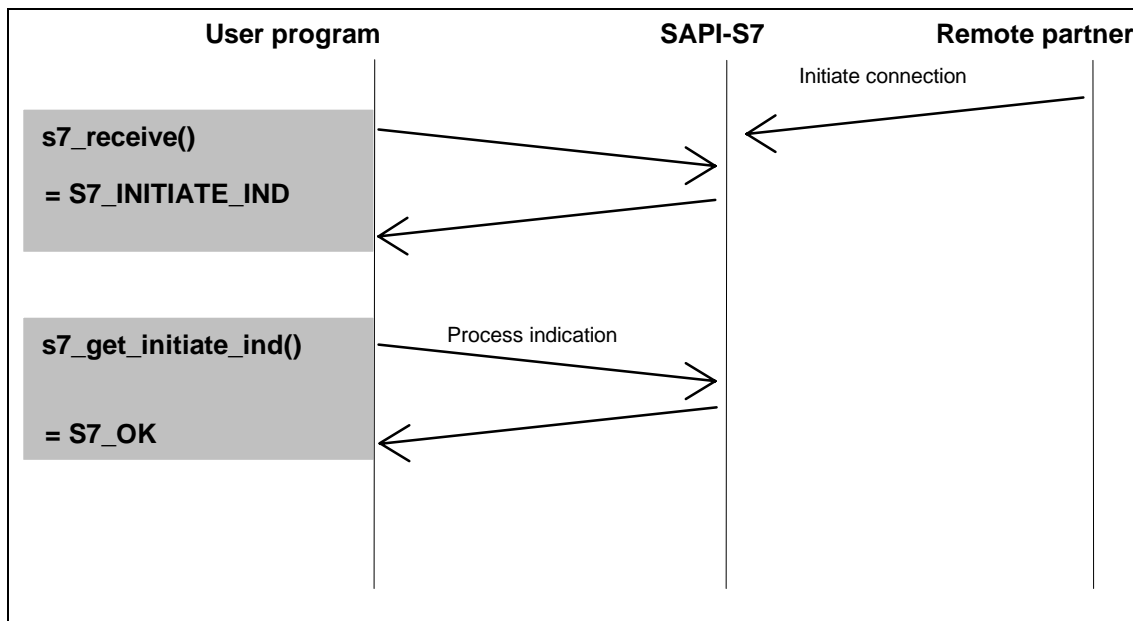 User program
SAPI-S7
Remote partner
Initiate connection
s7_receive()
= S7_INITIATE_IND
s7_get_initiate_ind()
Process indication
= S7_OK